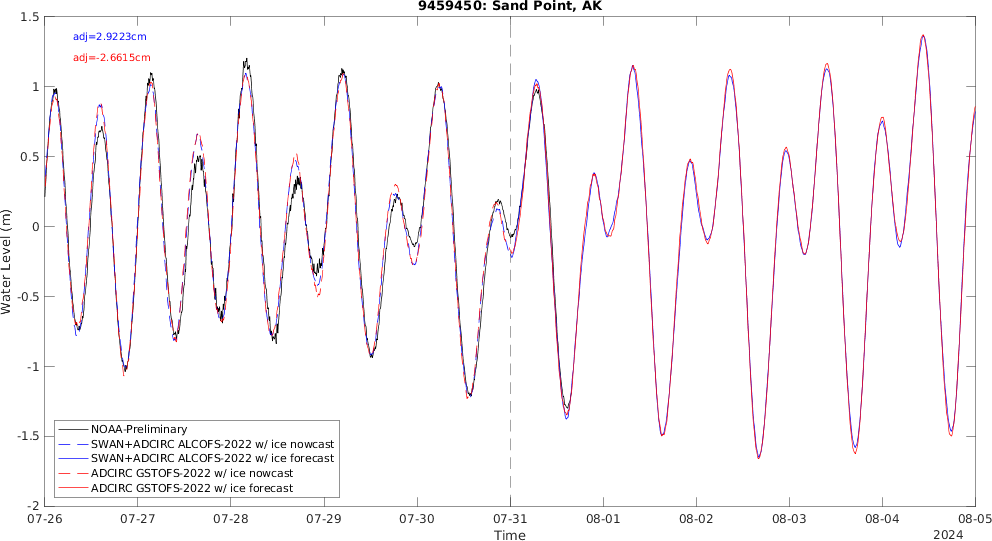 9459450: Sand Point, AK
adj=2.9223cm
adj=-2.6615cm
1.5
1
0.5
0
-0.5
-1
-1.5
-2
Water Level (m)
NOAA-Preliminary
SWAN+ADCIRC ALCOFS-2022 w/ ice nowcast
SWAN+ADCIRC ALCOFS-2022 w/ ice forecast
ADCIRC GSTOFS-2022 w/ ice nowcast
ADCIRC GSTOFS-2022 w/ ice forecast
07-26 07-27 07-28 07-29 07-30 07-31 08-01 08-02 08-03 08-04 08-05
Time
2024